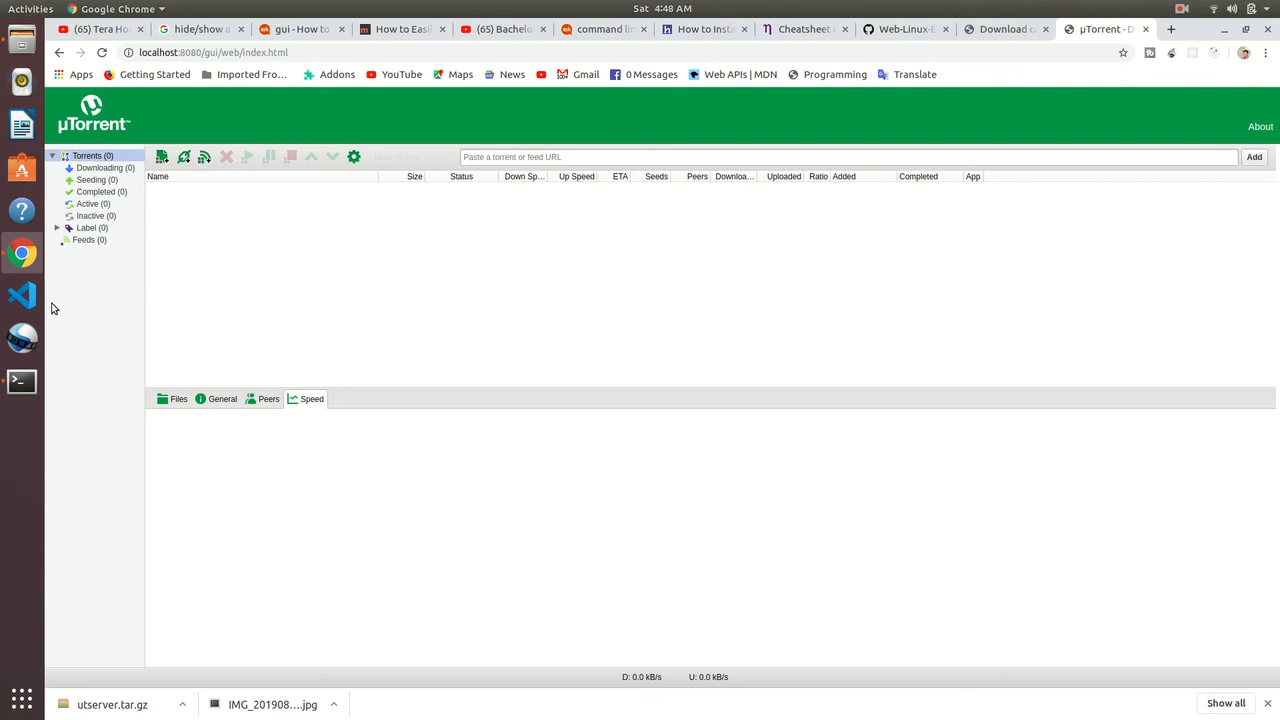 Activities
Google Chrome
Sat 4:48 AM
(65) Tera Ho
hide/show a
gui - How to
How to Easil
(65) Bachelo
command lin
How to Insta
Cheatsheet f
Web-Linux-E
Download o
µTorrent - D
localhost:8080/gui/web/index.html
Apps
Getting Started
Imported Fro...
Addons
YouTube
Maps
News
Gmail
0 Messages
Web APIs | MDN
Programming
Translate
µTorrent™
About
Torrents (0)
Downloading (0)
Seeding (0)
Completed (0)
Active (0)
Inactive (0)
Label (0)
Feeds (0)
Paste a torrent or feed URL
Add
Name
Size
Status
Down Sp...
Up Speed
ETA
Seeds
Peers
Downloa...
Uploaded
Ratio
Added
Completed
App
Files
General
Peers
Speed
D: 0.0 kB/s
U: 0.0 kB/s
utserver.tar.gz
IMG_201908....jpg
Show all